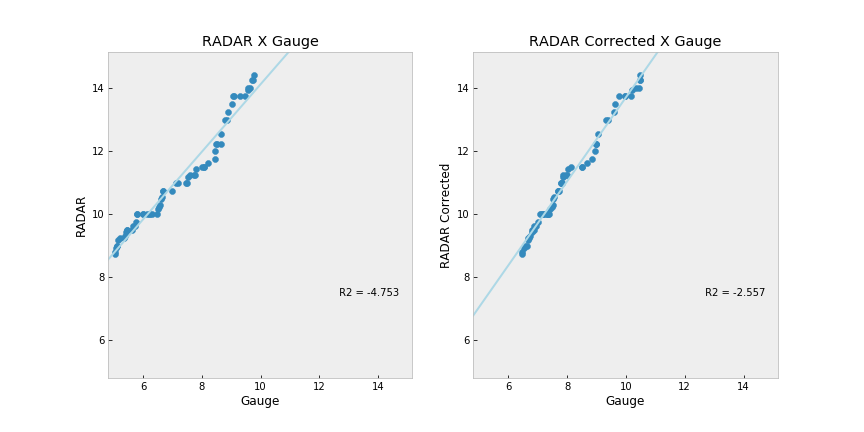 RADAR X Gauge
RADAR
14
12
10
8
6
R2 = -4.753
6 8 10 12 14
Gauge
RADAR Corrected X Gauge
RADAR Corrected
14
12
10
8
6
R2 = -2.557
6 8 10 12 14
Gauge